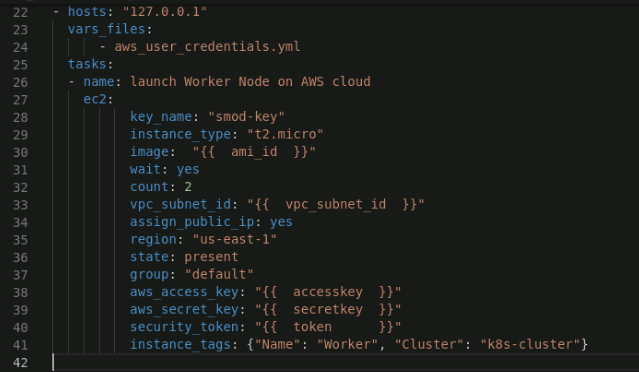 22 - hosts: "127.0.0.1"
23 vars_files:
24 - aws_user_credentials.yml
25 tasks:
26 - name: launch Worker Node on AWS cloud
27 ec2:
28 key_name: "smod-key"
29 instance_type: "t2.micro"
30 image:  "{{  ami_id  }}"
31 wait: yes
32 count: 2
33 vpc_subnet_id: "{{  vpc_subnet_id  }}"
34 assign_public_ip: yes
35 region: "us-east-1"
36 state: present
37 group: "default"
38 aws_access_key: "{{  accesskey  }}"
39 aws_secret_key: "{{  secretkey  }}"
40 security_token: "{{  token      }}"
41 instance_tags: {"Name": "Worker", "Cluster": "k8s-cluster"}
42